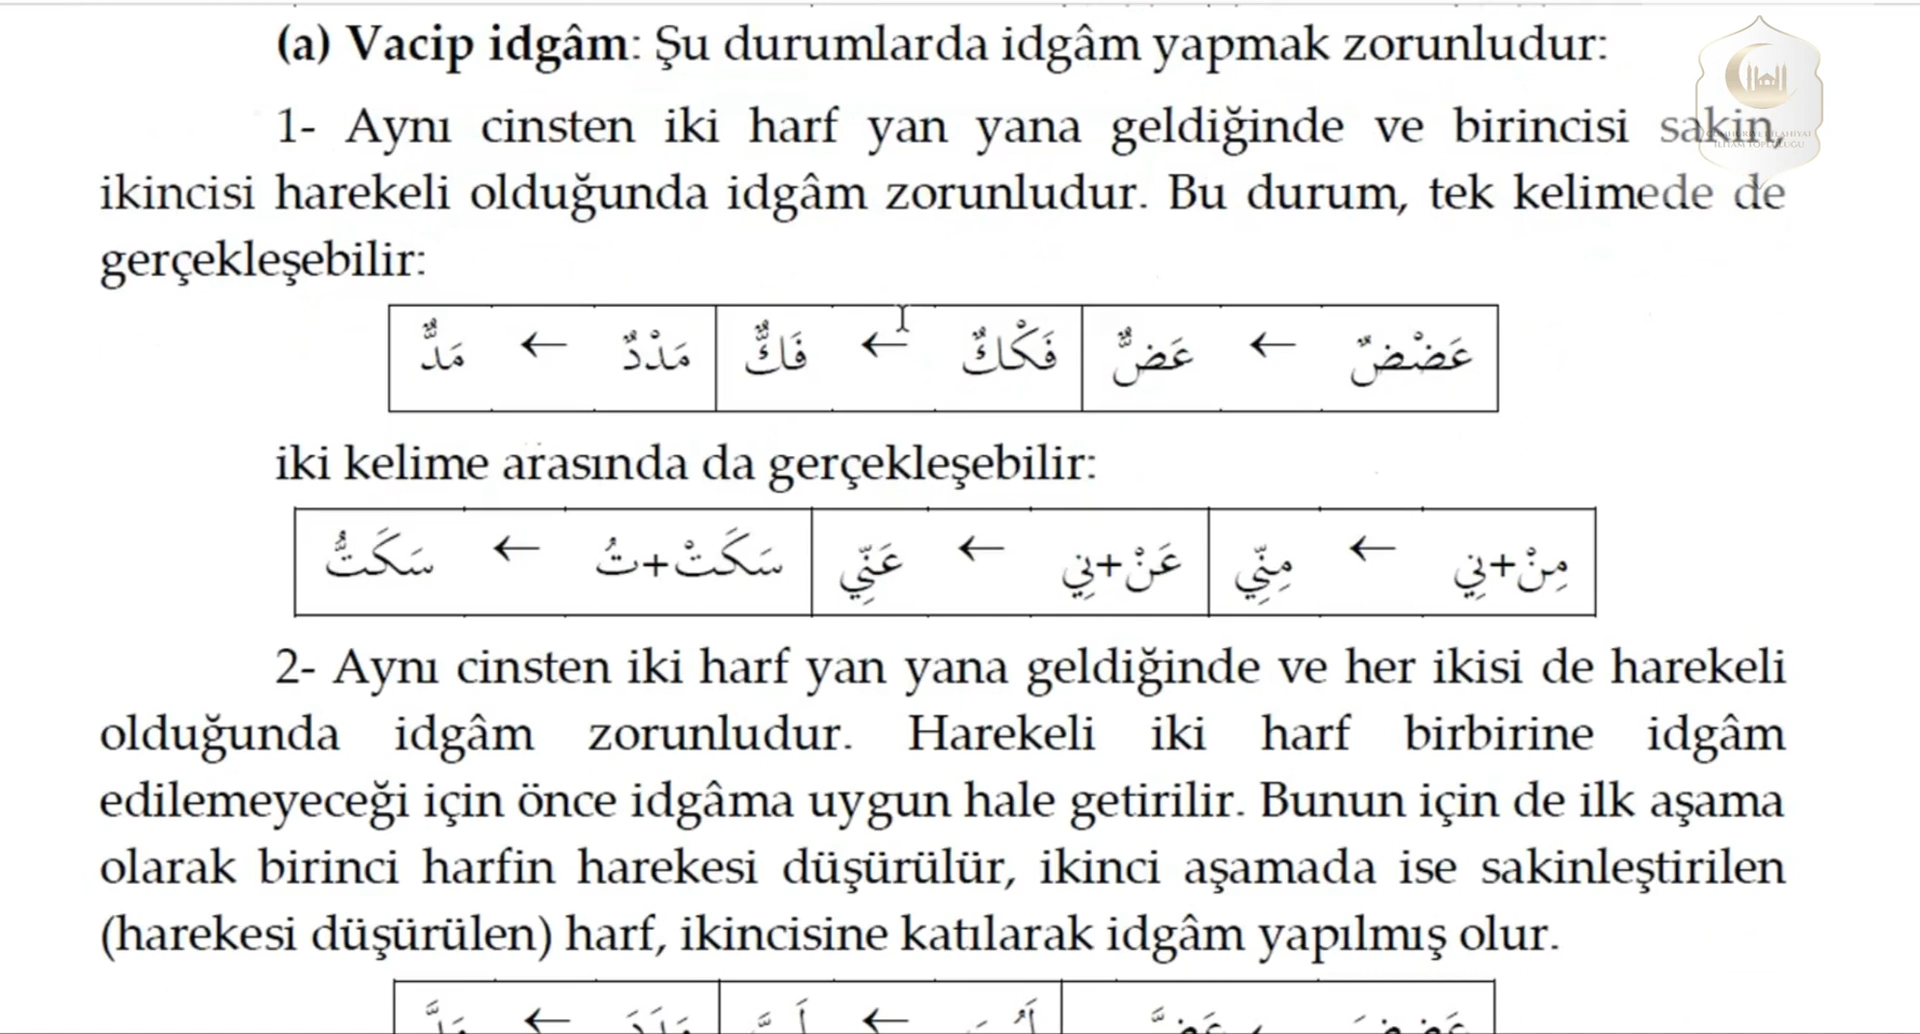 (a) Vacip idgâm: Şu durumlarda idgâm yapmak zorunludur:
1- Aynı cinsten iki harf yan yana geldiğinde ve birincisi sakin,
ikincisi harekeli olduğunda idgâm zorunludur. Bu durum, tek kelimede de
gerçekleşebilir:
عَضْضٌ ← عَضٌّ فَكْكٌ ← فَكٌّ مَدْدٌ ← مَدٌّ
iki kelime arasında da gerçekleşebilir:
مِنْ+نِي ← مِنِّي عَنْ+نِي ← عَنِّي سَكَتْ+تُ ← سَكَتُّ
2- Aynı cinsten iki harf yan yana geldiğinde ve her ikisi de harekeli
olduğunda idgâm zorunludur. Harekeli iki harf birbirine idgâm
edilemeyeceği için önce idgâma uygun hale getirilir. Bunun için de ilk aşama
olarak birinci harfin harekesi düşürülür, ikinci aşamada ise sakinleştirilen
(harekesi düşürülen) harf, ikincisine katılarak idgâm yapılmış olur.